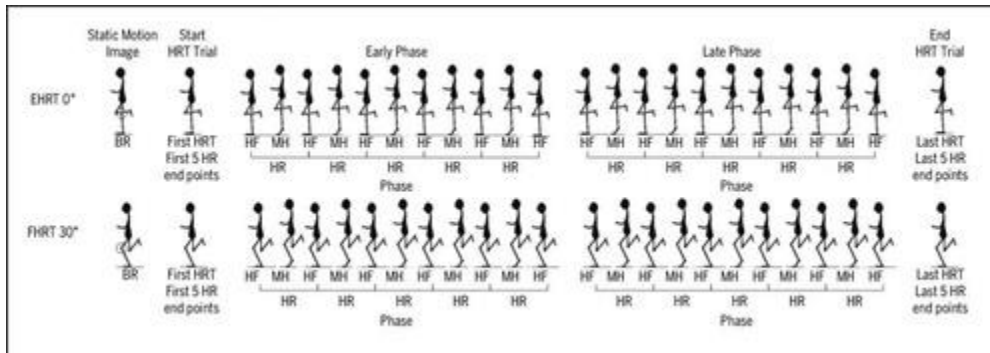 Static Motion Image
Start HRT Trial
Early Phase
Late Phase
End HRT Trial
EHRT 0°
BR
First HRT
First 5 HR
end points
HF MH HF MH HF MH HF MH HF MH HF
HR HR HR HR HR
Phase
HF MH HF MH HF MH HF MH HF MH HF
HR HR HR HR HR
Phase
Last HRT
Last 5 HR
end points
FHRT 30°
BR
First HRT
First 5 HR
end points
HF MH HF MH HF MH HF MH HF MH HF
HR HR HR HR HR
Phase
HF MH HF MH HF MH HF MH HF MH HF
HR HR HR HR HR
Phase
Last HRT
Last 5 HR
end points